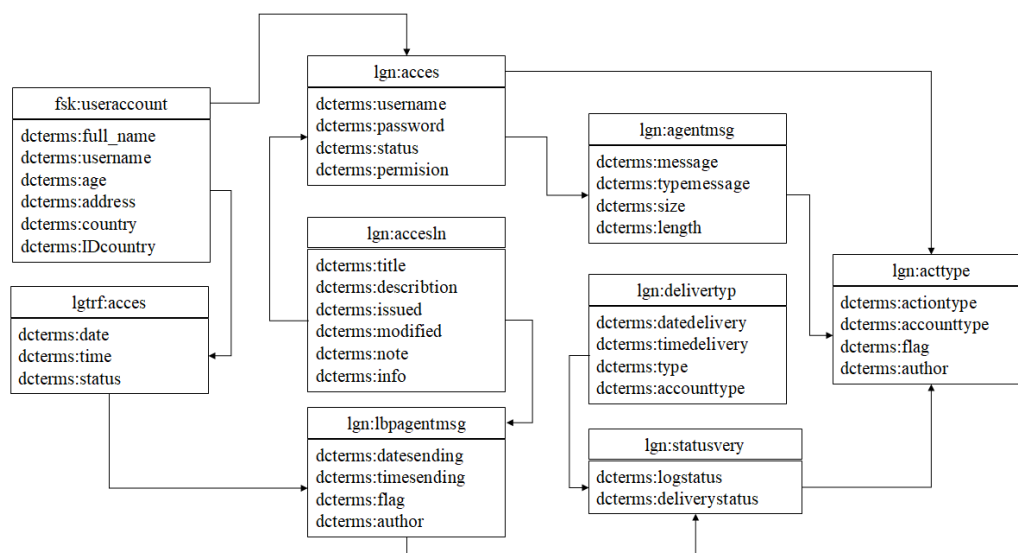 lgn:acces
dcterms:username
dcterms:password
dcterms:status
dcterms:permision
fsk:useraccount
dcterms:full_name
dcterms:username
dcterms:age
dcterms:address
dcterms:country
dcterms:IDcountry
lgn:agentmsg
dcterms:message
dcterms:typemessage
dcterms:size
dcterms:length
lgn:accesln
dcterms:title
dcterms:describtion
dcterms:issued
dcterms:modified
dcterms:note
dcterms:info
lgn:acttype
dcterms:actiontype
dcterms:accounttype
dcterms:flag
dcterms:author
lgn:delivertyp
dcterms:datedelivery
dcterms:timedelivery
dcterms:type
dcterms:accounttype
lgtrf:acces
dcterms:date
dcterms:time
dcterms:status
lgn:lbpagentmsg
dcterms:datesending
dcterms:timesending
dcterms:flag
dcterms:author
lgn:statusvery
dcterms:logstatus
dcterms:deliverystatus